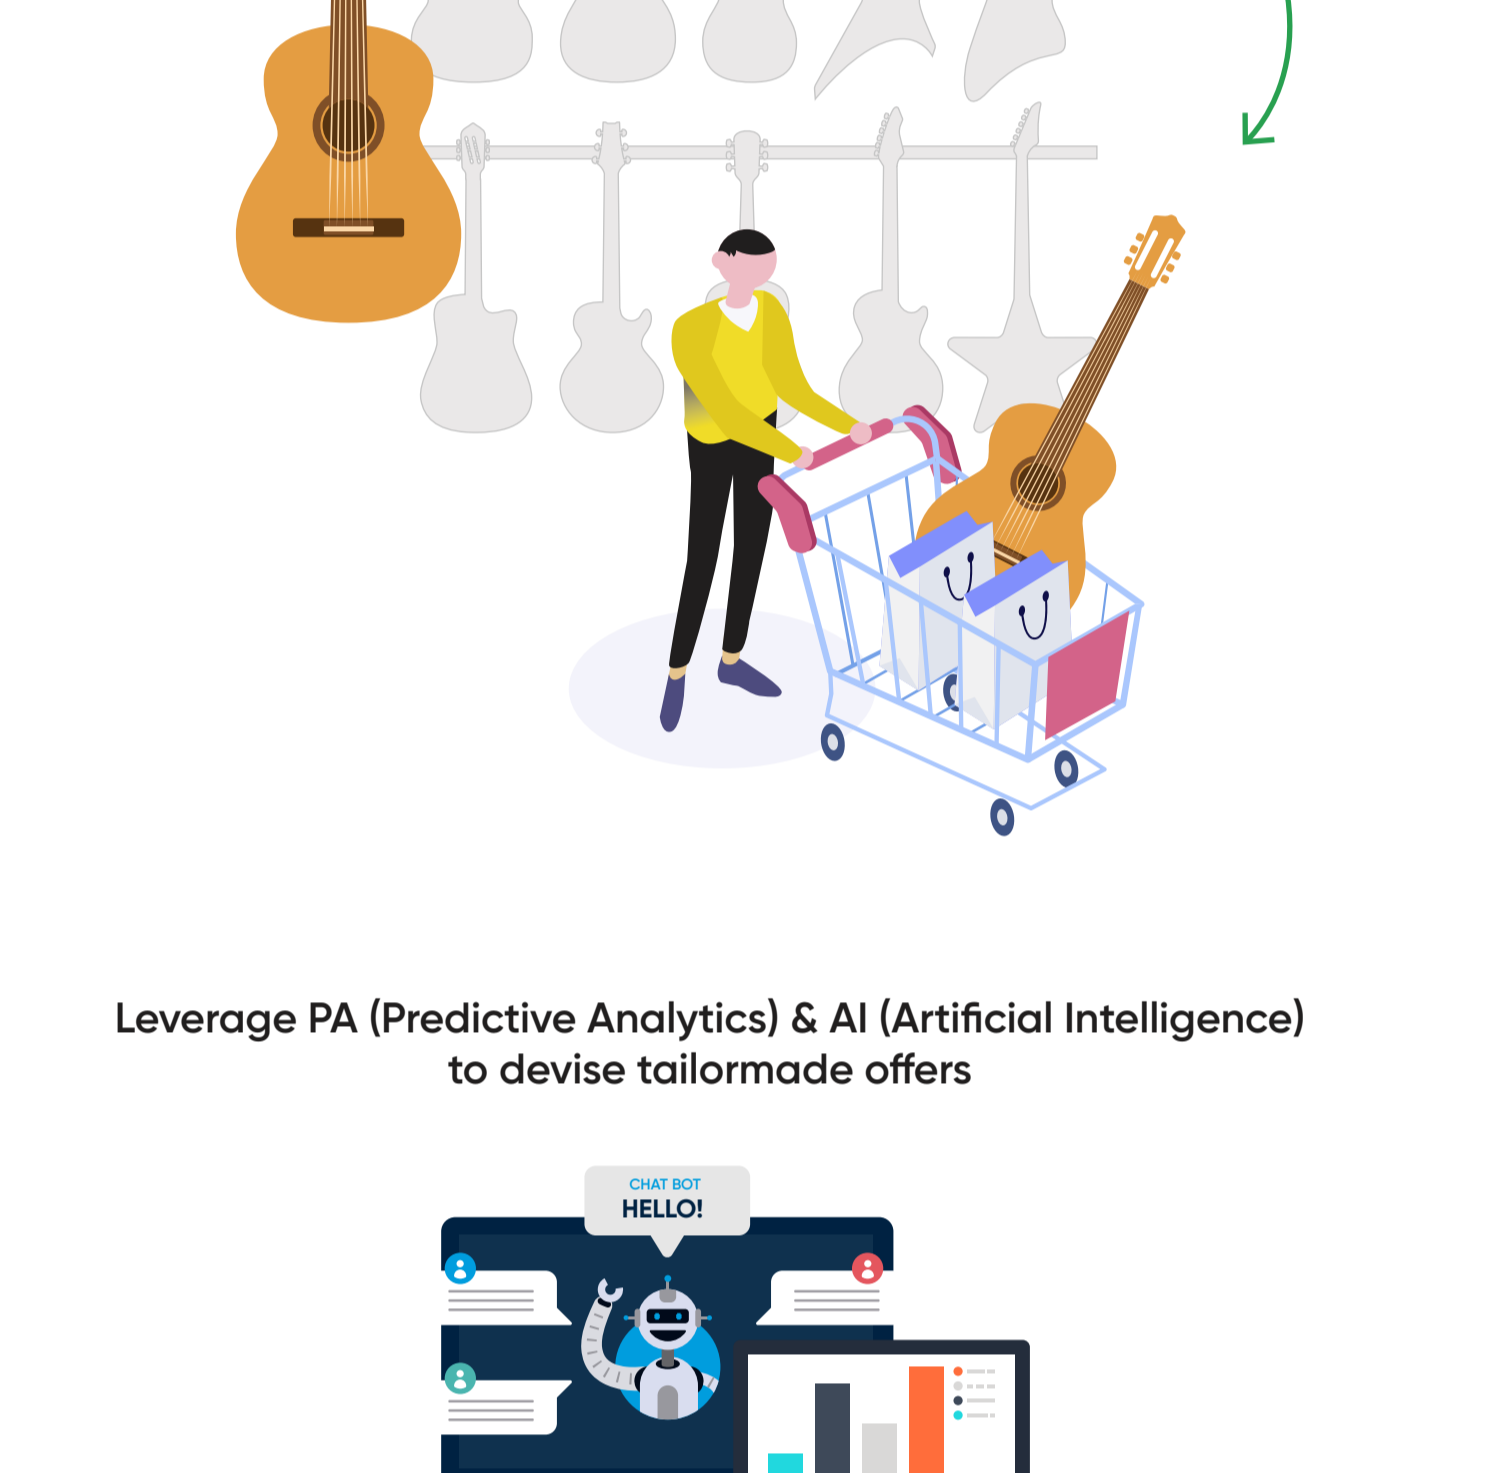 Leverage PA (Predictive Analytics) & AI (Artificial Intelligence)
to devise tailormade offers
CHAT BOT
HELLO!